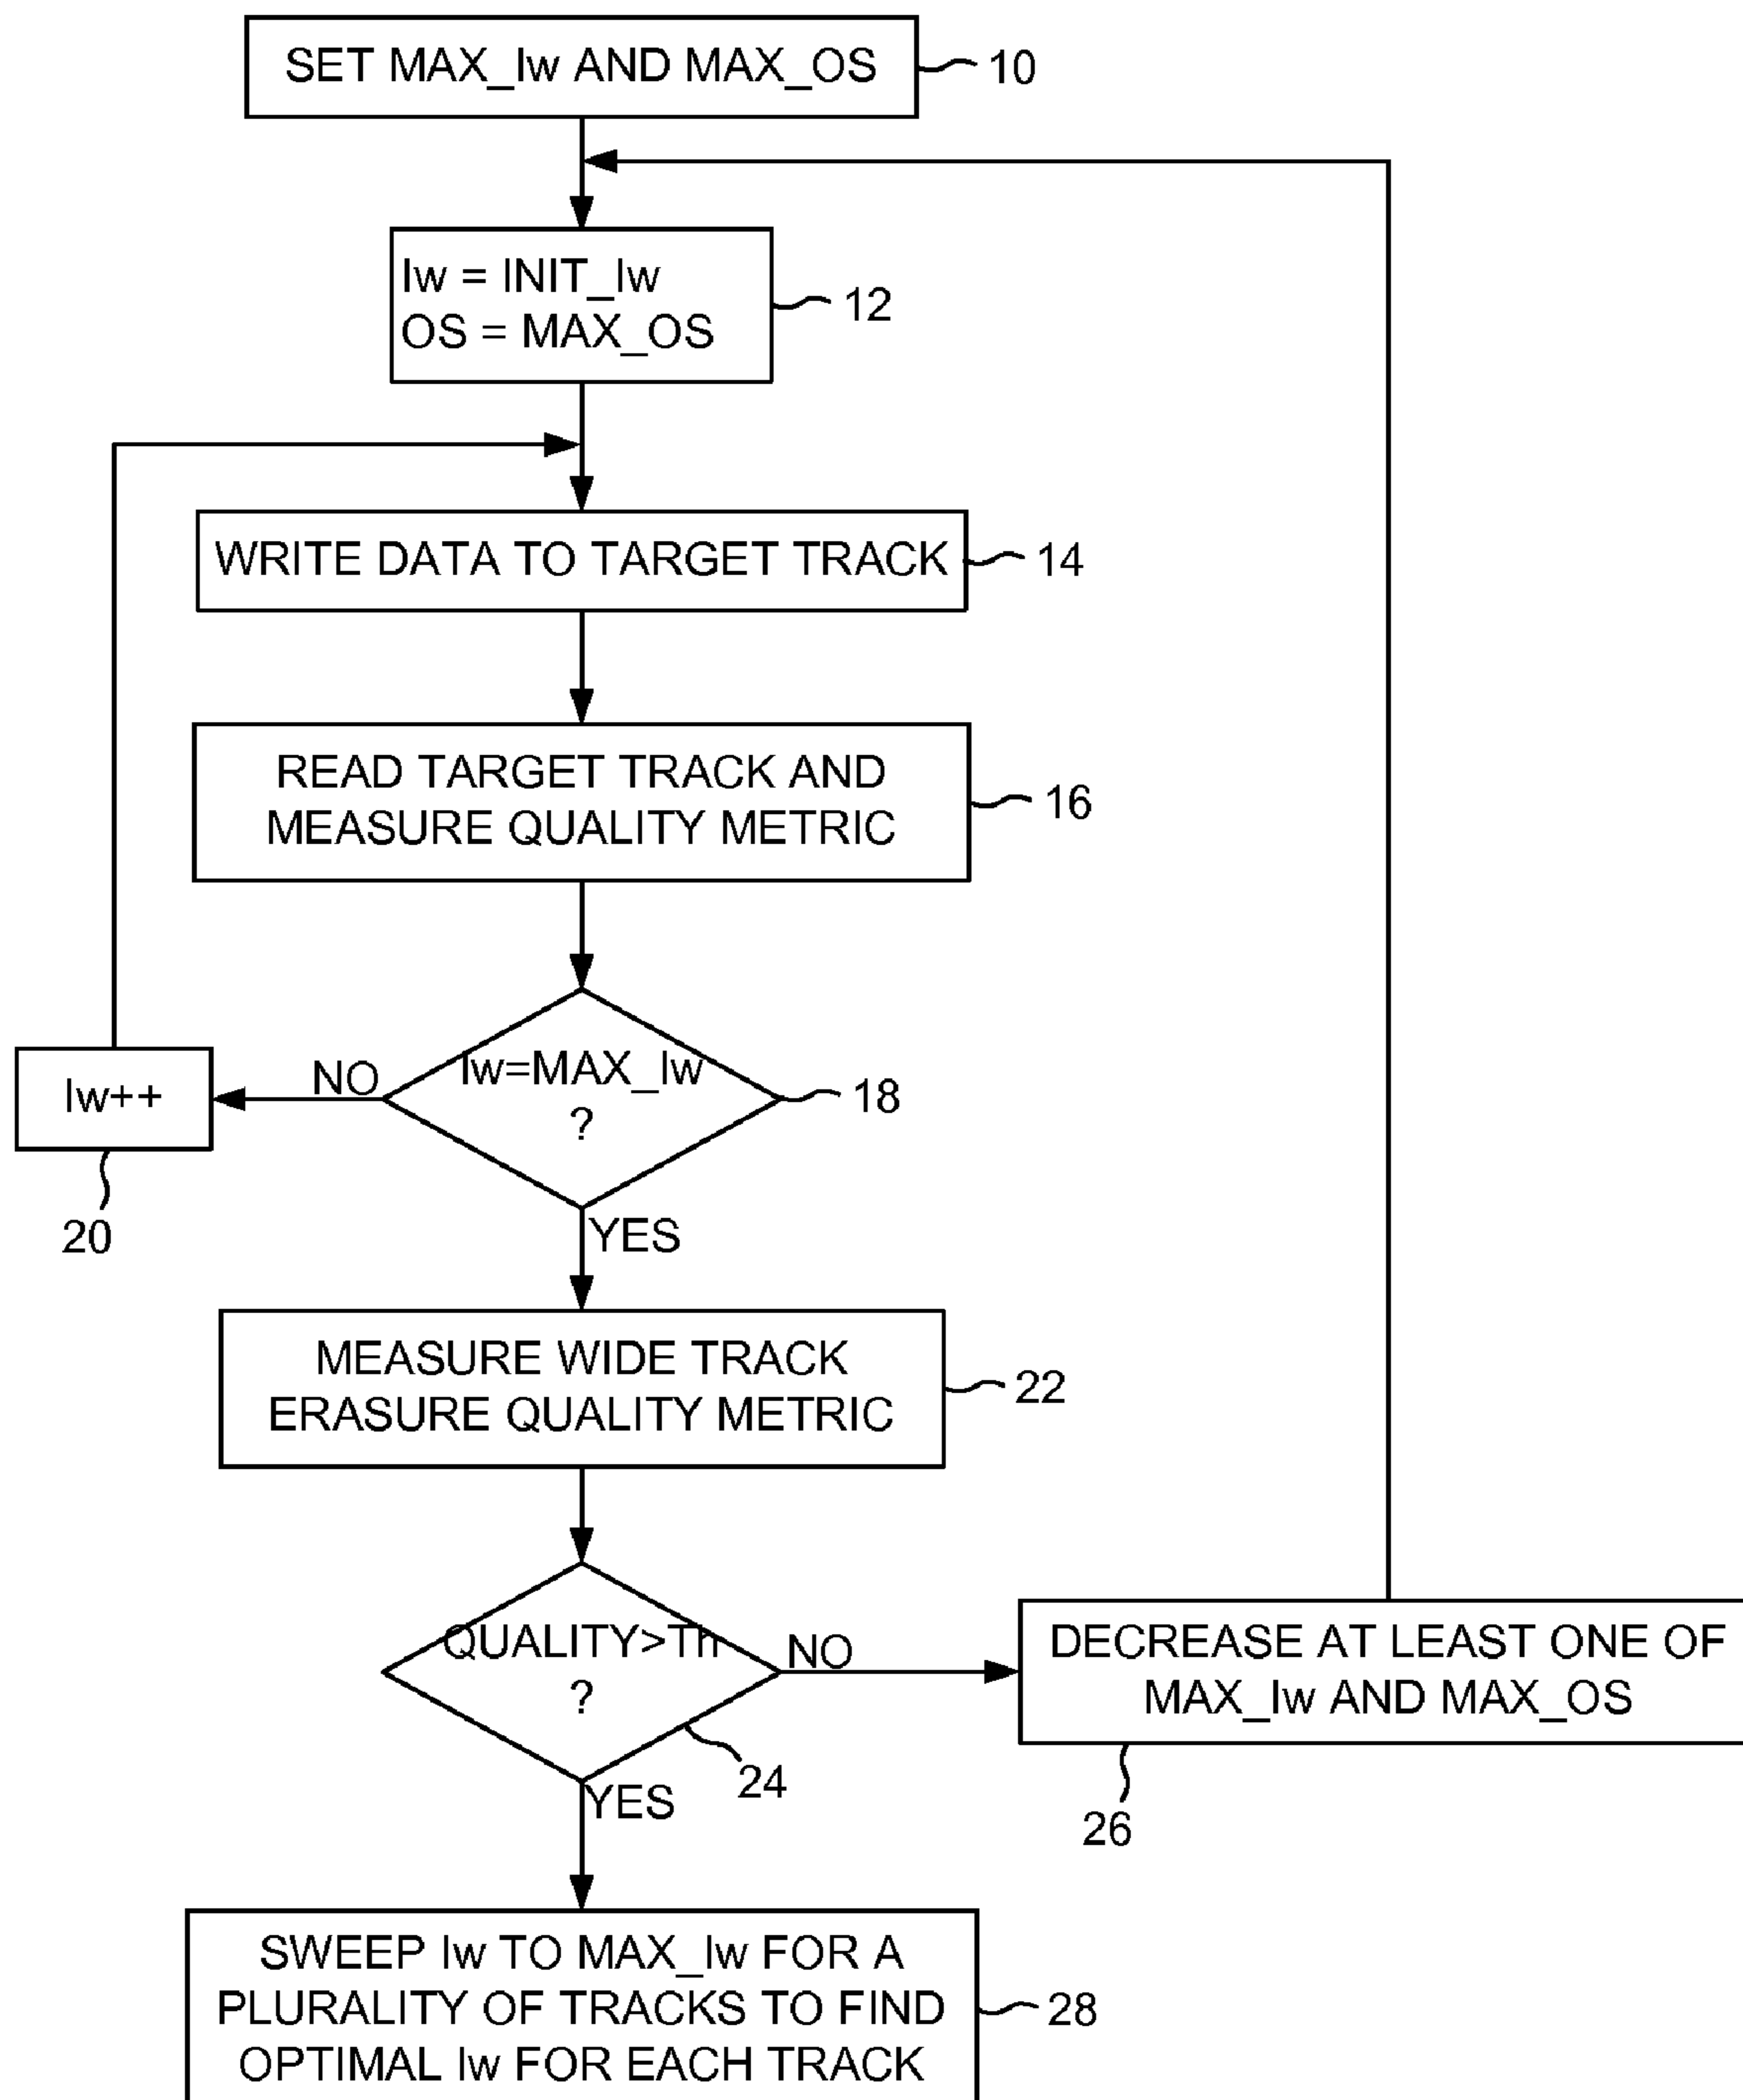 SET MAX_Iw AND MAX_OS
10
Iw = INIT_Iw
OS = MAX_OS
12
WRITE DATA TO TARGET TRACK
14
READ TARGET TRACK AND
MEASURE QUALITY METRIC
16
Iw=MAX_Iw
?
18
NO
Iw++
20
YES
MEASURE WIDE TRACK
ERASURE QUALITY METRIC
22
QUALITY>Th
?
24
NO
DECREASE AT LEAST ONE OF
MAX_Iw AND MAX_OS
26
YES
SWEEP Iw TO MAX_Iw FOR A
PLURALITY OF TRACKS TO FIND
OPTIMAL Iw FOR EACH TRACK
28